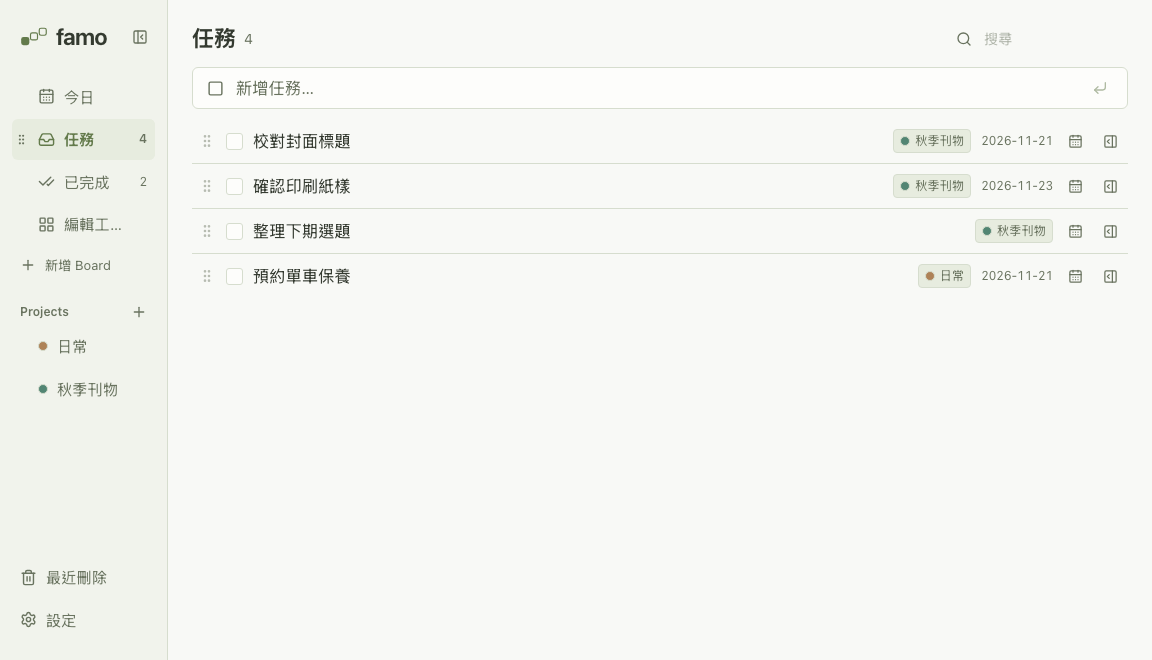 famo
今日
任務 4
已完成 2
編輯工...
新增 Board
Projects
日常
秋季刊物
最近刪除
設定
任務 4
搜尋
新增任務...
校對封面標題 秋季刊物 2026-11-21
確認印刷紙樣 秋季刊物 2026-11-23
整理下期選題 秋季刊物
預約單車保養 日常 2026-11-21